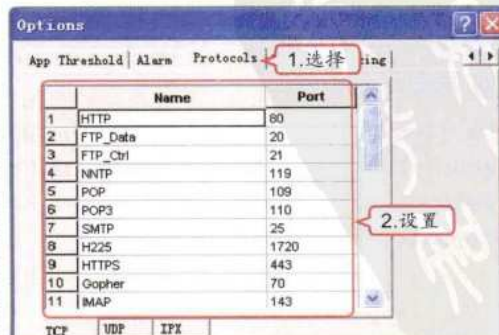 Options
App Threshold Alarm Protocols 1.选择 ing
Name Port
1 HTTP 80
2 FTP_Data 20
3 FTP_Ctrl 21
4 NNTP 119
5 POP 109
6 POP3 110
7 SMTP 25
8 H225 1720
9 HTTPS 443
10 Gopher 70
11 IMAP 143
2.设置
TCP UDP IPX